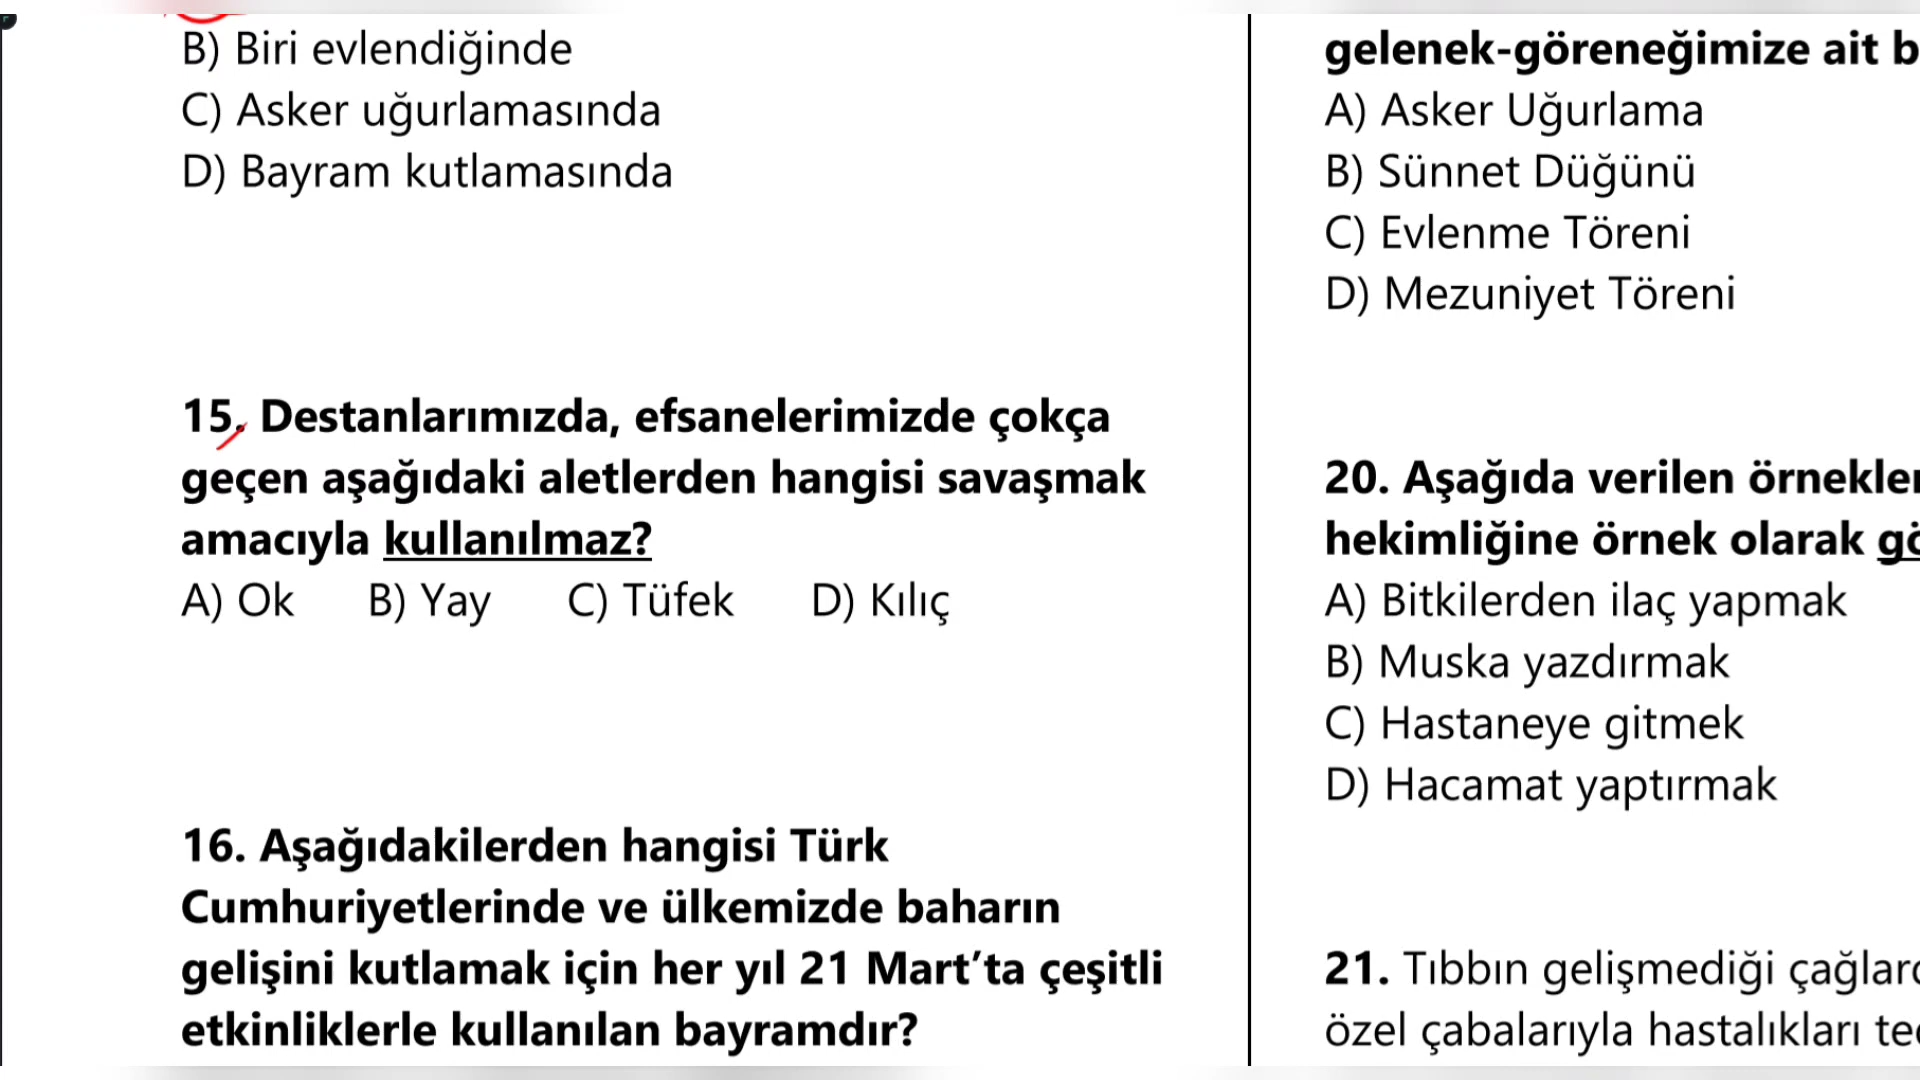 B) Biri evlendiğinde
C) Asker uğurlamasında
D) Bayram kutlamasında
15. Destanlarımızda, efsanelerimizde çokça
geçen aşağıdaki aletlerden hangisi savaşmak
amacıyla kullanılmaz?
A) Ok B) Yay C) Tüfek D) Kılıç
16. Aşağıdakilerden hangisi Türk
Cumhuriyetlerinde ve ülkemizde baharın
gelişini kutlamak için her yıl 21 Mart’ta çeşitli
etkinliklerle kullanılan bayramdır?
gelenek-göreneğimize ait
A) Asker Uğurlama
B) Sünnet Düğünü
C) Evlenme Töreni
D) Mezuniyet Töreni
20. Aşağıda verilen
hekimliğine örnek olarak
A) Bitkilerden ilaç yapmak
B) Muska yazdırmak
C) Hastaneye gitmek
D) Hacamat yaptırmak
21. Tıbbın gelişmediği
özel çabalarıyla hastalıkları